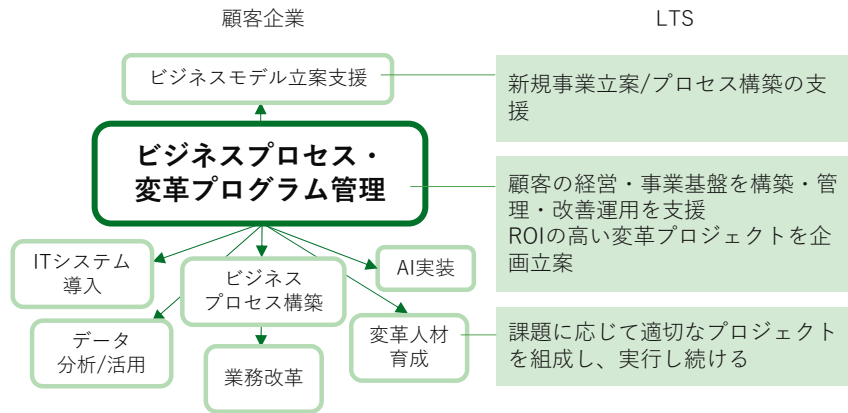 顧客企業
LTS
ビジネスモデル立案支援
新規事業立案/プロセス構築の支
援
ビジネスプロセス・
変革プログラム管理
顧客の経営・事業基盤を構築・管
理・改善運用を支援
ROIの高い変革プロジェクトを企
画立案
ITシステム
導入
ビジネス
プロセス構築
AI実装
データ
分析/活用
業務改革
変革人材
育成
課題に応じて適切なプロジェクト
を組成し、実行し続ける